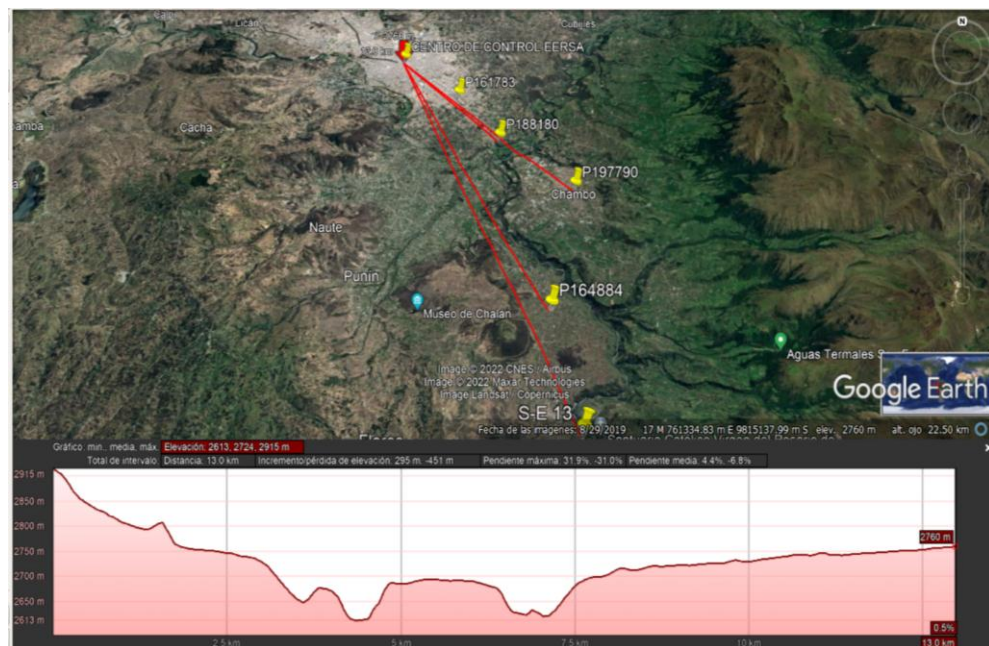 Licán
Cubijíes
CENTRO DE CONTROL EERSA
P161783
Cacha
P188180
P197790
Chambo
Naute
Punín
P164884
Museo de Chalán
Aguas Termales
Image © 2022 CNES / Airbus
Image © 2022 Maxar Technologies
Image Landsat / Copernicus
Google Earth
S-E 13
Fecha de las imágenes: 8/29/2019 17 M 761334.83 m E 9815137.99 m S elev. 2760 m alt. ojo 22.50 km
Gráfico: mín., media, máx. Elevación: 2613, 2724, 2915 m
Total de intervalo: Distancia: 13.0 km Incremento/pérdida de elevación: 295 m, -451 m Pendiente máxima: 31.9%, -31.0% Pendiente media: 4.4%, -6.8%
2915 m
2850 m
2800 m
2760 m
2750 m
2700 m
2650 m
2613 m
0.5%
2.5 km 5 km 7.5 km 10 km 13.0 km